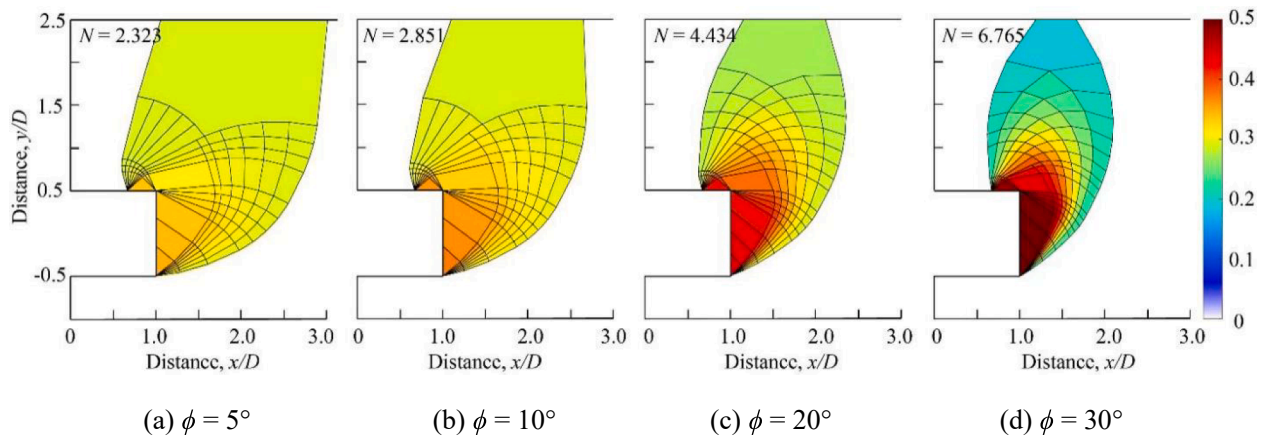 2.5
1.5
0.5
-0.5
Distance, y/D
N = 2.323
N = 2.851
N = 4.434
N = 6.765
0.5
0.4
0.3
0.2
0.1
0
0 1.0 2.0 3.0
0 1.0 2.0 3.0
0 1.0 2.0 3.0
0 1.0 2.0 3.0
Distance, x/D
Distance, x/D
Distance, x/D
Distance, x/D
(a) ϕ = 5°
(b) ϕ = 10°
(c) ϕ = 20°
(d) ϕ = 30°